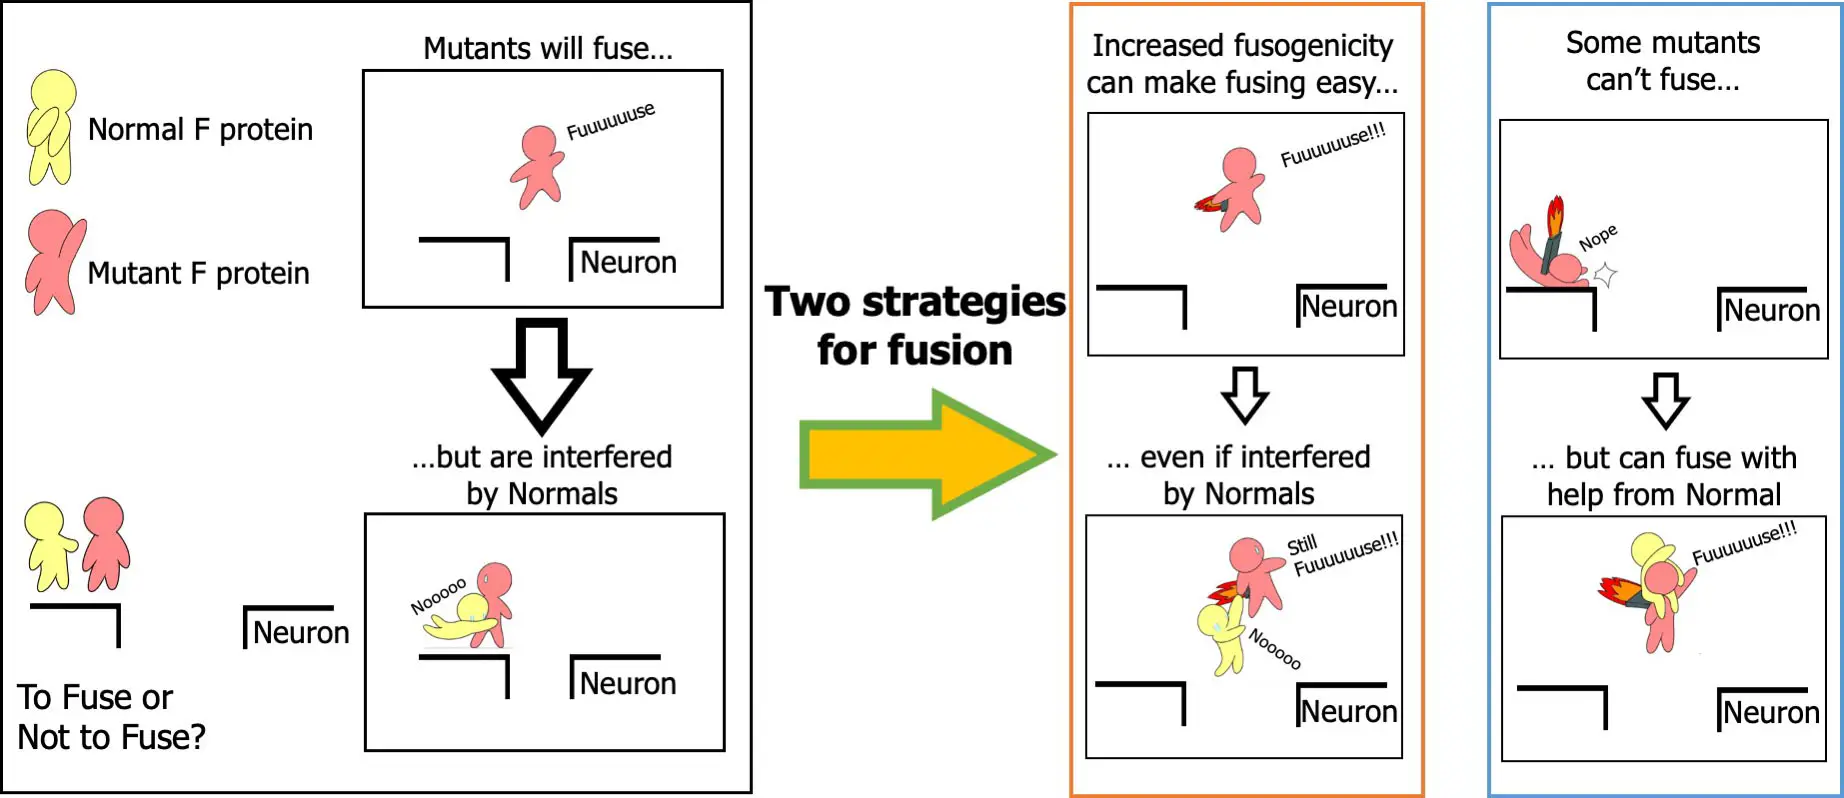 Normal F protein
Mutant F protein
Neuron
To Fuse or
Not to Fuse?
Mutants will fuse...
Fuuuuuuse
Neuron
...but are interfered
by Normals
Nooooo
Neuron
Two strategies
for fusion
Increased fusogenicity
can make fusing easy...
Fuuuuuuse!!!
Neuron
... even if interfered
by Normals
Still
Fuuuuuuse!!!
Nooooo
Neuron
Some mutants
can't fuse...
Nope
Neuron
... but can fuse with
help from Normal
Fuuuuuuse!!!
Neuron